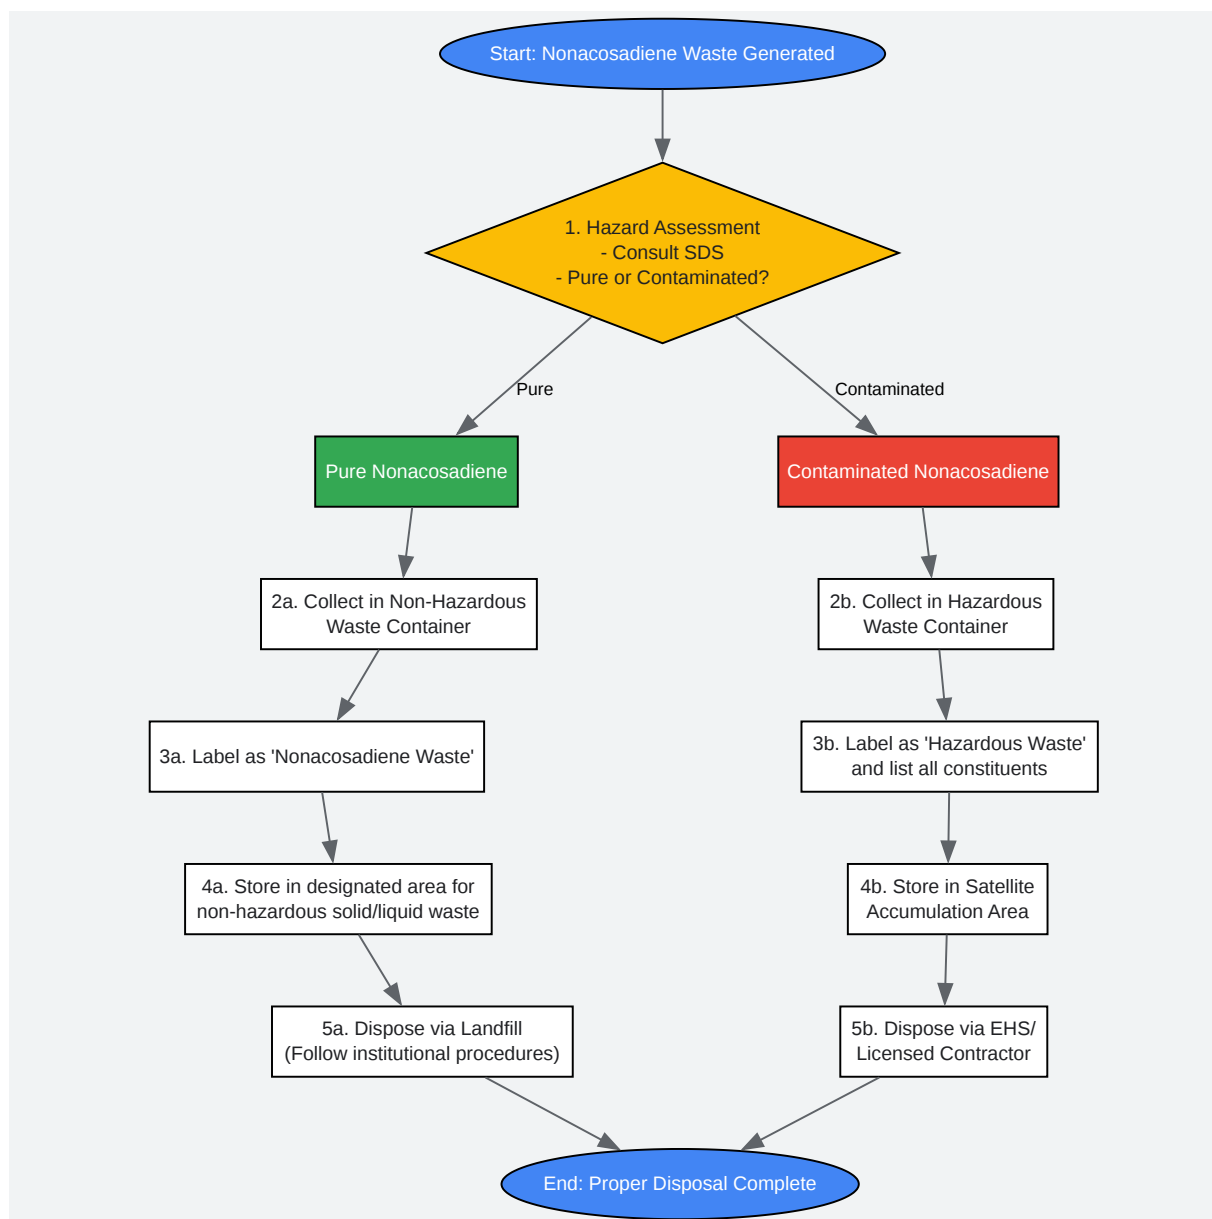 Start: Nonacosadiene Waste Generated
1. Hazard Assessment
- Consult SDS
- Pure or Contaminated?
Pure
Contaminated
Pure Nonacosadiene
Contaminated Nonacosadiene
2a. Collect in Non-Hazardous
Waste Container
2b. Collect in Hazardous
Waste Container
3a. Label as 'Nonacosadiene Waste'
3b. Label as 'Hazardous Waste'
and list all constituents
4a. Store in designated area for
non-hazardous solid/liquid waste
4b. Store in Satellite
Accumulation Area
5a. Dispose via Landfill
(Follow institutional procedures)
5b. Dispose via EHS/
Licensed Contractor
End: Proper Disposal Complete